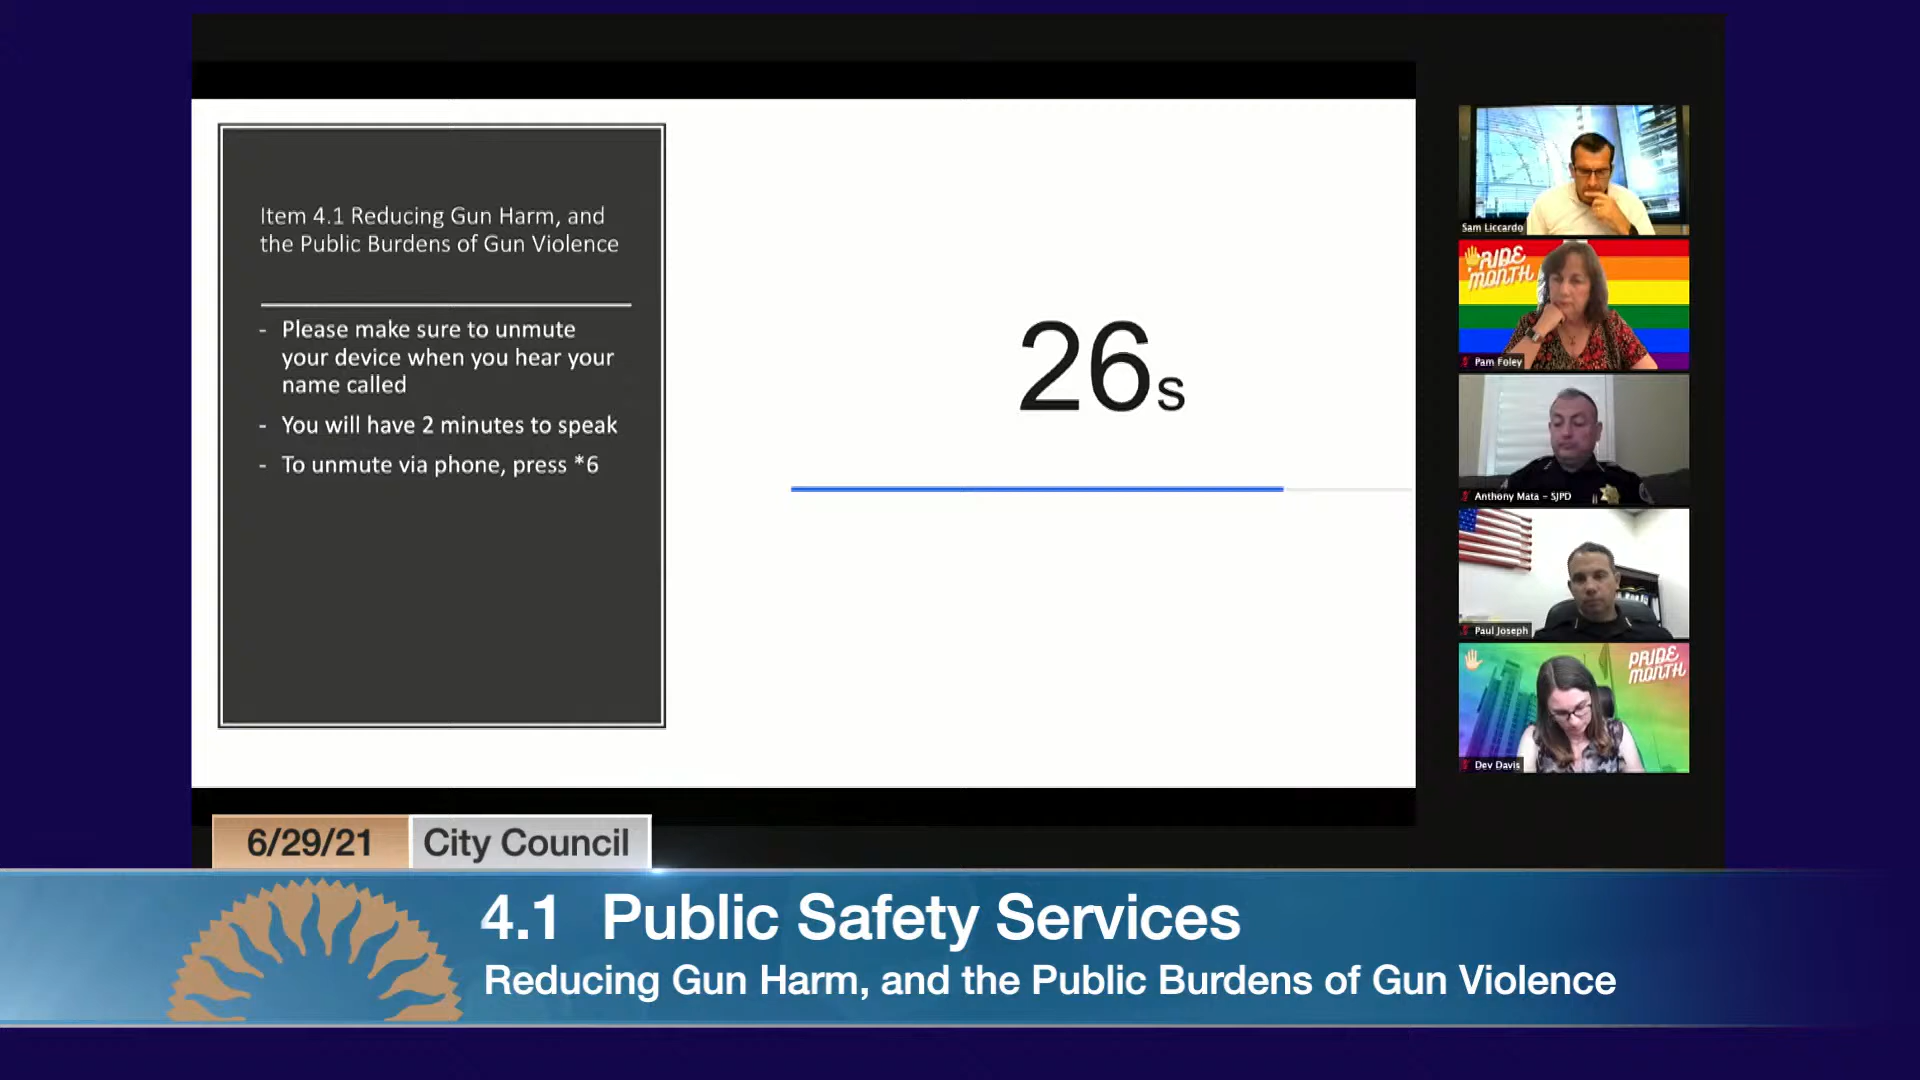 Item 4.1 Reducing Gun Harm, and
the Public Burdens of Gun Violence
- Please make sure to unmute
your device when you hear your
name called
- You will have 2 minutes to speak
- To unmute via phone, press *6
26s
Sam Liccardo
PRIDE
MONTH
Pam Foley
Anthony Mata - SJPD
Paul Joseph
PRIDE
MONTH
Dev Davis
6/29/21
City Council
4.1 Public Safety Services
Reducing Gun Harm, and the Public Burdens of Gun Violence